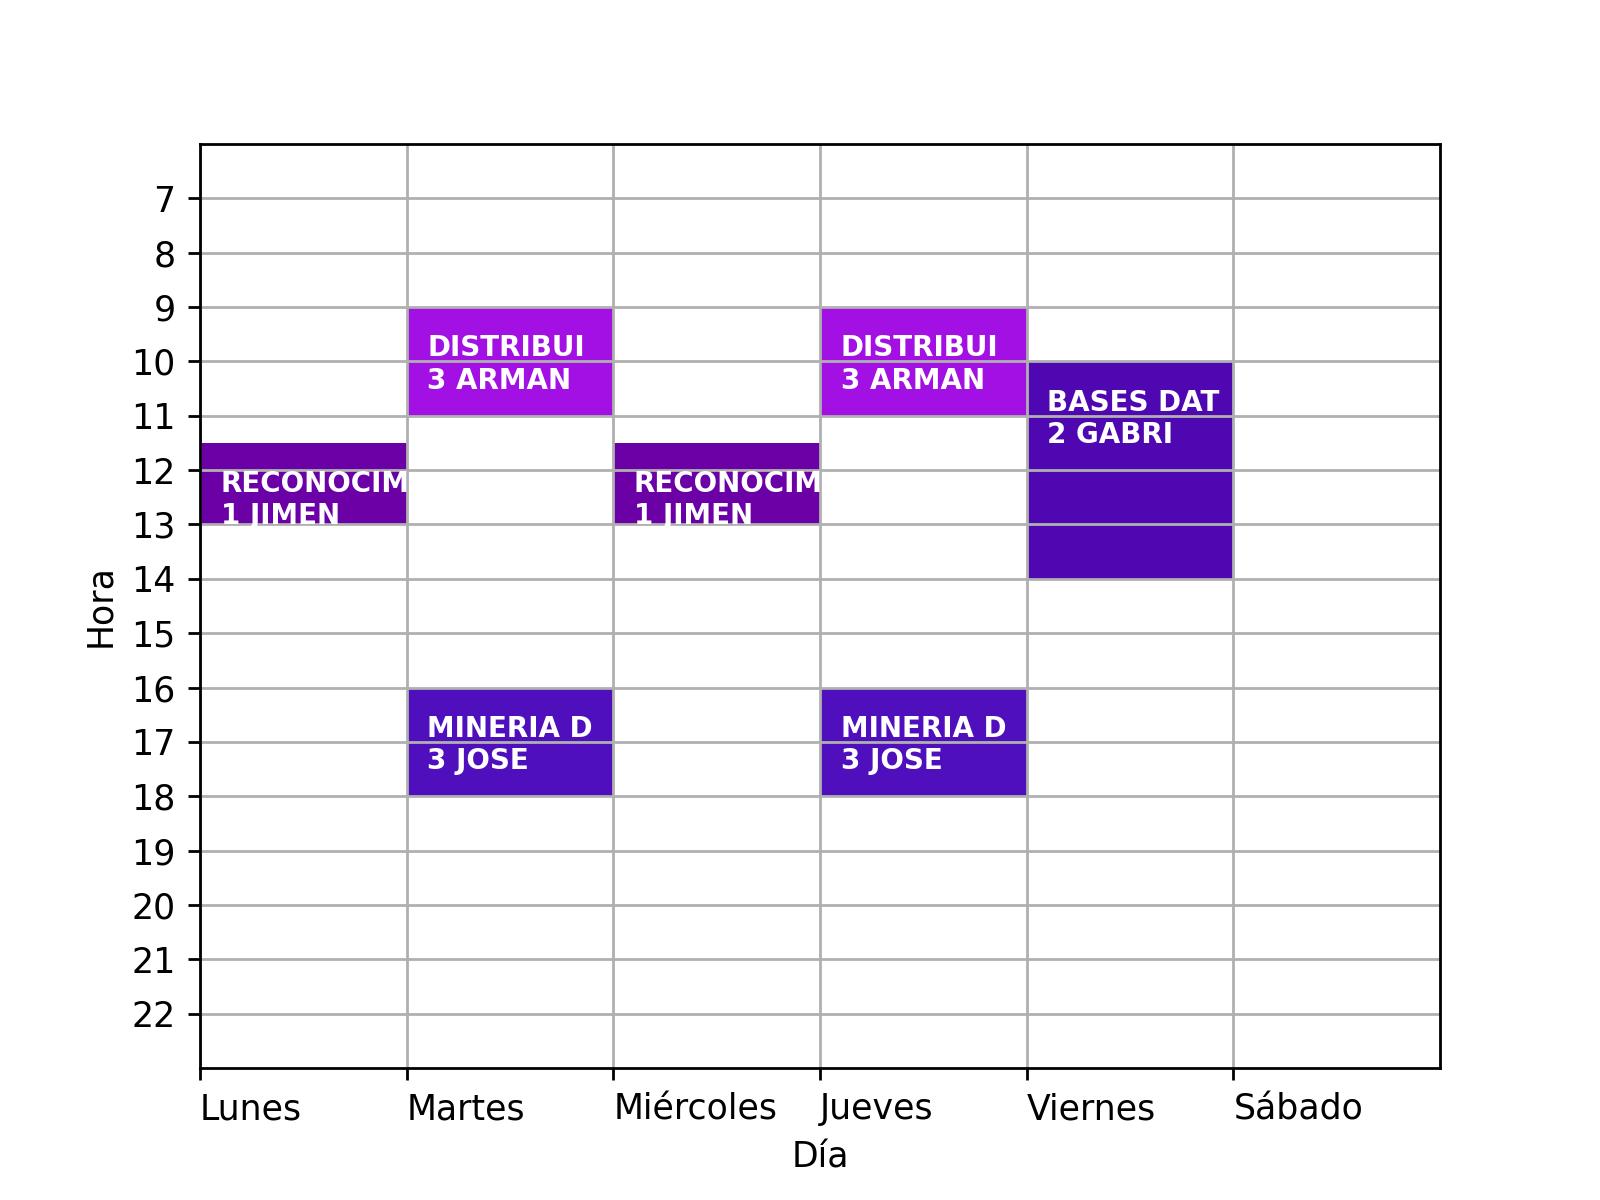 7
8
9
DISTRIBUI
3 ARMAN
DISTRIBUI
3 ARMAN
10
BASES DAT
2 GABRI
11
12
RECONOCIM
1 JIMEN
RECONOCIM
1 JIMEN
13
14
Hora
15
16
MINERIA D
3 JOSE
MINERIA D
3 JOSE
17
18
19
20
21
22
Lunes Martes Miércoles Jueves Viernes Sábado
Día